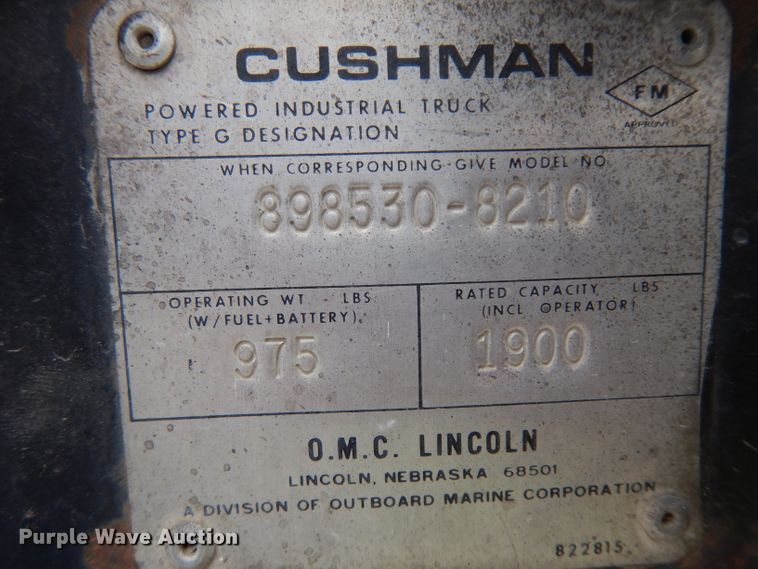 CUSHMAN
FM
APPROVED
POWERED INDUSTRIAL TRUCK
TYPE G DESIGNATION
WHEN CORRESPONDING GIVE MODEL NO
898530-8210
OPERATING WT - LBS
(W/FUEL+BATTERY).
975
RATED CAPACITY LBS
(INCL OPERATOR)
1900
O.M.C. LINCOLN
LINCOLN, NEBRASKA 68501
A DIVISION OF OUTBOARD MARINE CORPORATION
822815
Purple Wave Auction